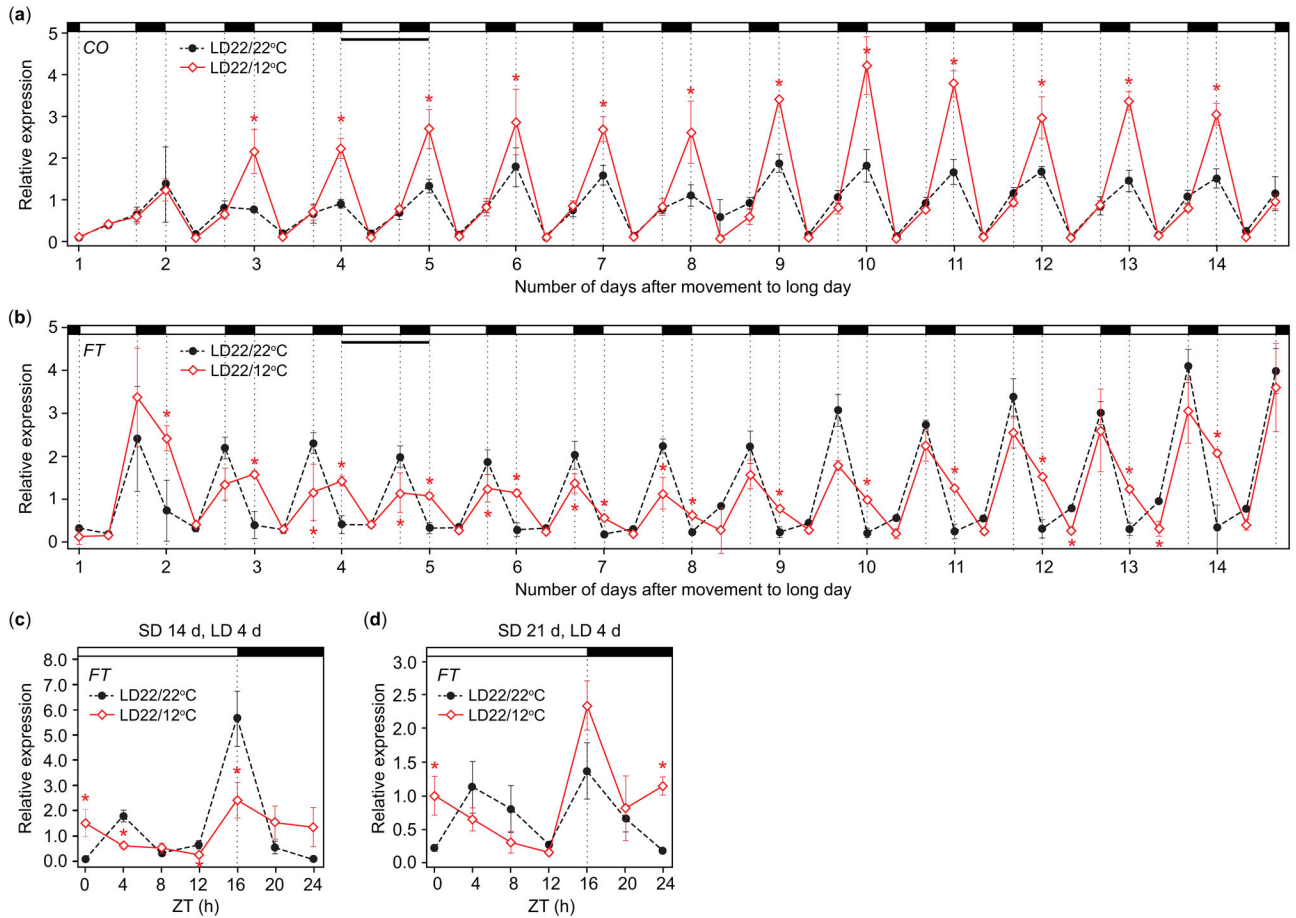 (a)
CO
LD22/22°C
LD22/12°C
Relative expression
5
4
3
2
1
0
* * * * * * * * * * * *
1 2 3 4 5 6 7 8 9 10 11 12 13 14
Number of days after movement to long day
(b)
FT
LD22/22°C
LD22/12°C
Relative expression
5
4
3
2
1
0
* * * * * * * * * * * * * * * * * * *
1 2 3 4 5 6 7 8 9 10 11 12 13 14
Number of days after movement to long day
(c)
SD 14 d, LD 4 d
FT
LD22/22°C
LD22/12°C
Relative expression
8.0
7.0
6.0
5.0
4.0
3.0
2.0
1.0
0.0
* * * *
0 4 8 12 16 20 24
ZT (h)
(d)
SD 21 d, LD 4 d
FT
LD22/22°C
LD22/12°C
Relative expression
3.0
2.5
2.0
1.5
1.0
0.5
0.0
* *
0 4 8 12 16 20 24
ZT (h)